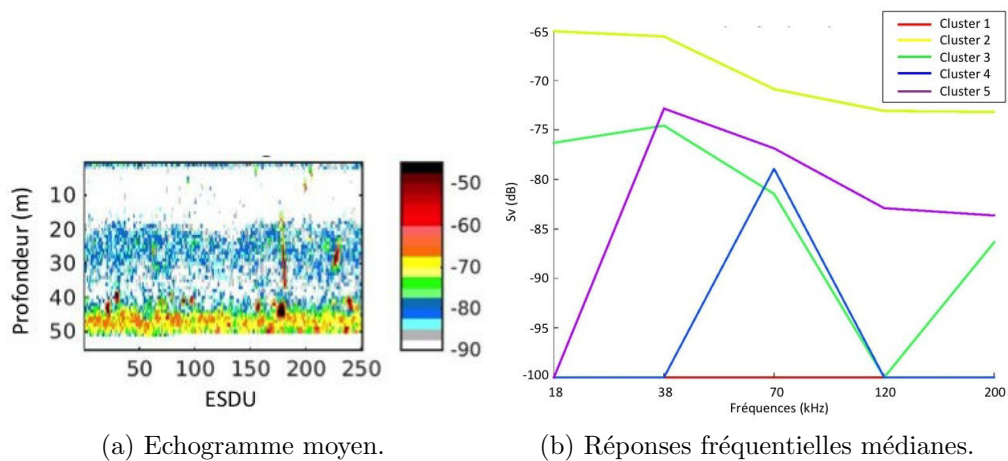 Profondeur (m)
10
20
30
40
50
50
100
150
200
250
ESDU
-50
-60
-70
-80
-90
(a) Echogramme moyen.
Cluster 1
Cluster 2
Cluster 3
Cluster 4
Cluster 5
Sv (dB)
-65
-70
-75
-80
-85
-90
-95
-100
18
38
70
120
200
Fréquences (kHz)
(b) Réponses fréquentielles médianes.